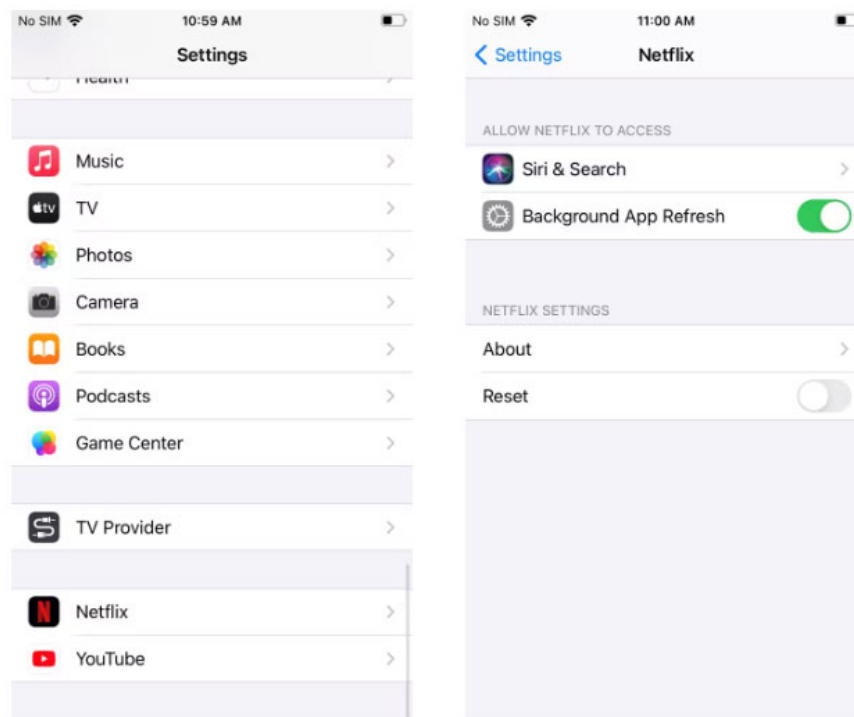 No SIM 10:59 AM
Settings
Health
Music
tv TV
Photos
Camera
Books
Podcasts
Game Center
TV Provider
N Netflix
YouTube
No SIM 11:00 AM
Settings Netflix
ALLOW NETFLIX TO ACCESS
Siri & Search
Background App Refresh
NETFLIX SETTINGS
About
Reset